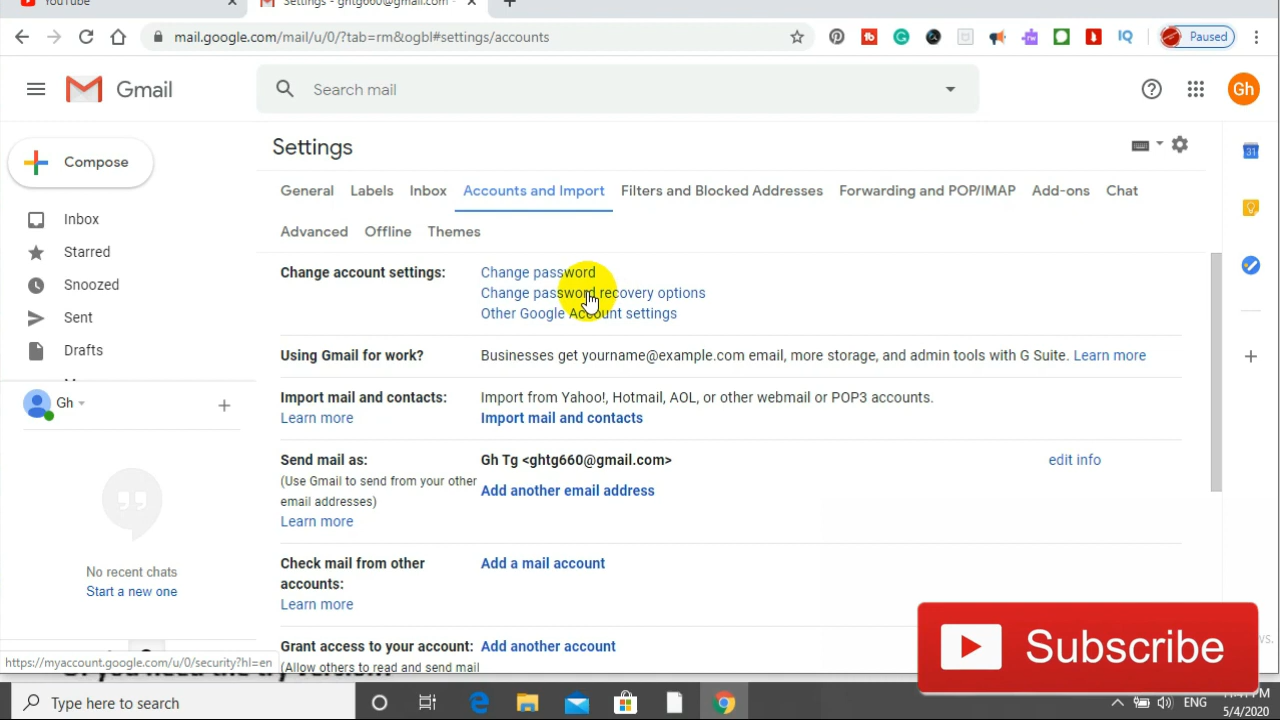 YouTube
Settings - ghtg660@gmail.com -
mail.google.com/mail/u/0/?tab=rm&ogbl#settings/accounts
IQ
Paused
Gmail
Search mail
Gh
Compose
Settings
31
General Labels Inbox Accounts and Import Filters and Blocked Addresses Forwarding and POP/IMAP Add-ons Chat
Advanced Offline Themes
Inbox
Starred
Snoozed
Sent
Drafts
Gh
No recent chats
Start a new one
Change account settings: Change password
Change password recovery options
Other Google Account settings
Using Gmail for work? Businesses get yourname@example.com email, more storage, and admin tools with G Suite. Learn more
Import mail and contacts: Import from Yahoo!, Hotmail, AOL, or other webmail or POP3 accounts.
Learn more Import mail and contacts
Send mail as: Gh Tg <ghtg660@gmail.com> edit info
(Use Gmail to send from your other
email addresses) Add another email address
Learn more
Check mail from other
accounts: Add a mail account
Learn more
Grant access to your account: Add another account
(Allow others to read and send mail
https://myaccount.google.com/u/0/security?hl=en
Subscribe
Type here to search
ENG
5/4/2020